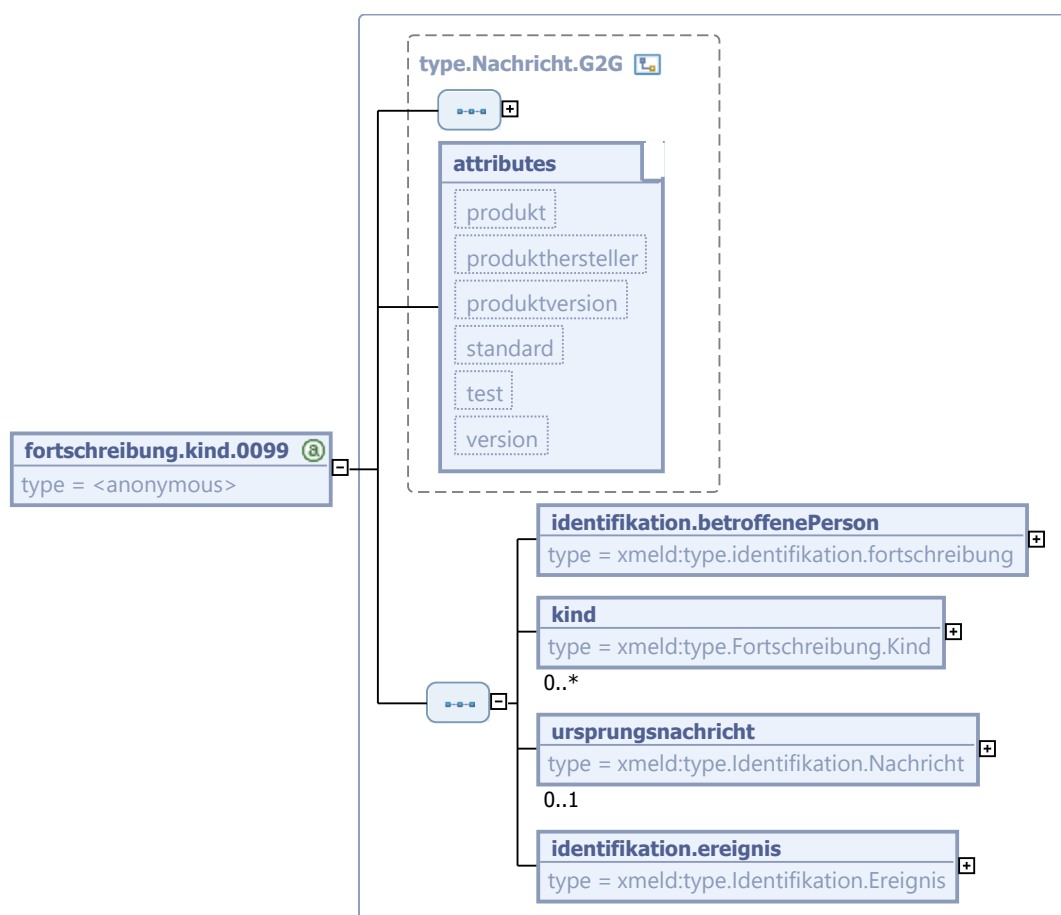 type.Nachricht.G2G
attributes
produkt
produkthersteller
produktversion
standard
test
version
fortschreibung.kind.0099 a
type = <anonymous>
identifikation.betroffenePerson
type = xmeld:type.identifikation.fortschreibung
kind
type = xmeld:type.Fortschreibung.Kind
0..*
ursprungsnachricht
type = xmeld:type.Identifikation.Nachricht
0..1
identifikation.ereignis
type = xmeld:type.Identifikation.Ereignis